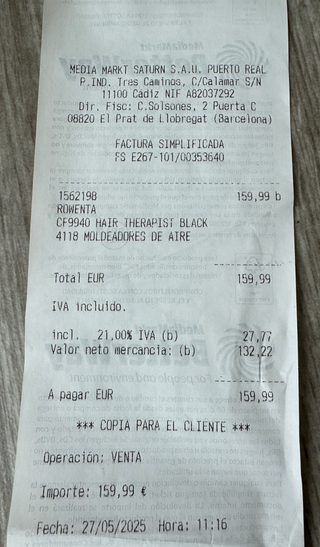 MEDIA MARKT SATURN S.A.U. PUERTO REAL
P.IND. Tres Caminos, C/Calamar S/N
11100 Cádiz NIF A82037292
Dir. Fisc: C.Solsones, 2 Puerta C
08820 El Prat de Llobregat (Barcelona)
FACTURA SIMPLIFICADA
FS E267-101/00353640
1562198 159,99 b
ROWENTA
CF9940 HAIR THERAPIST BLACK
4118 MOLDEADORES DE AIRE
Total EUR 159,99
IVA incluido.
incl. 21,00% IVA (b) 27,77
Valor neto mercancia: (b) 132,22
A pagar EUR 159,99
*** COPIA PARA EL CLIENTE ***
Operación: VENTA
Importe: 159,99 €
Fecha: 27/05/2025 Hora: 11:16